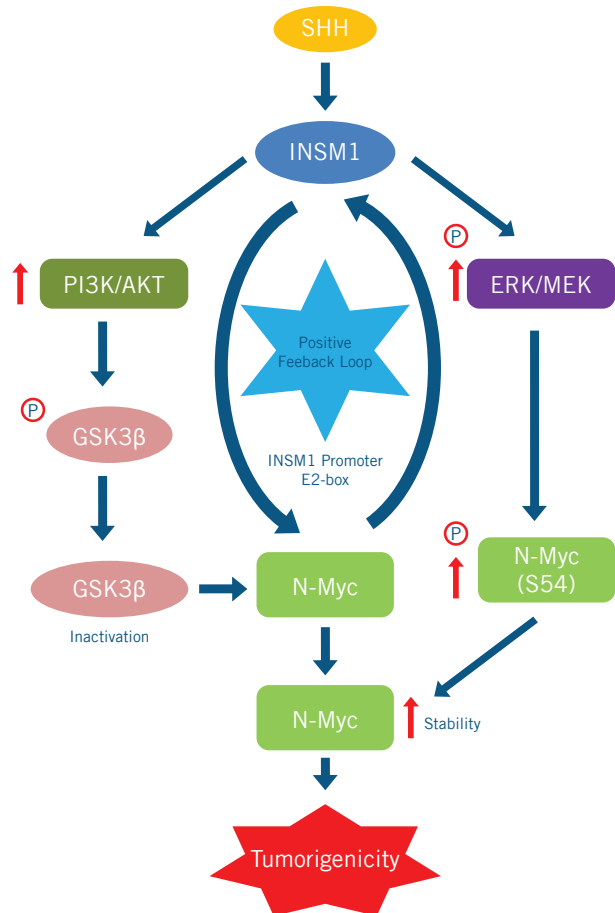 SHH
INSM1
P
PI3K/AKT
ERK/MEK
Positive
Feeback Loop
P
GSK3β
INSM1 Promoter
E2-box
P
GSK3β
N-Myc
N-Myc
(S54)
Inactivation
N-Myc
Stability
Tumorigenicity